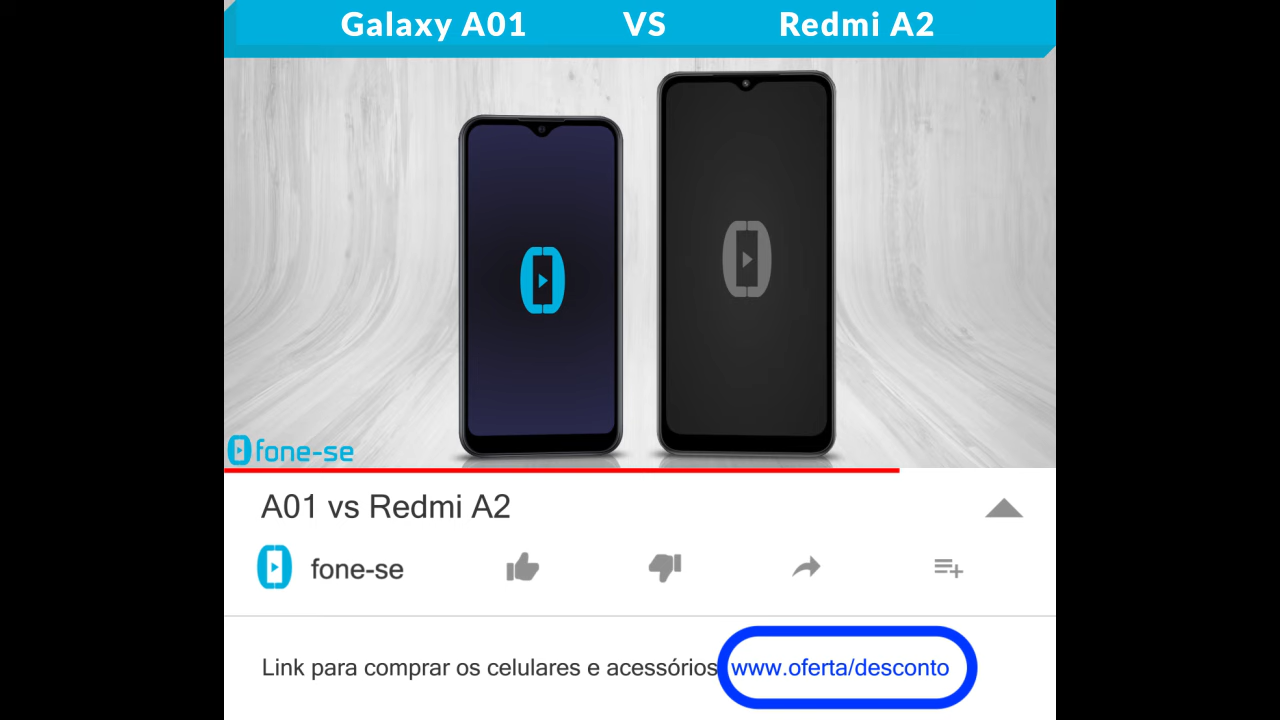 Galaxy A01 VS Redmi A2
fone-se
A01 vs Redmi A2
fone-se
Link para comprar os celulares e acessórios www.oferta/desconto